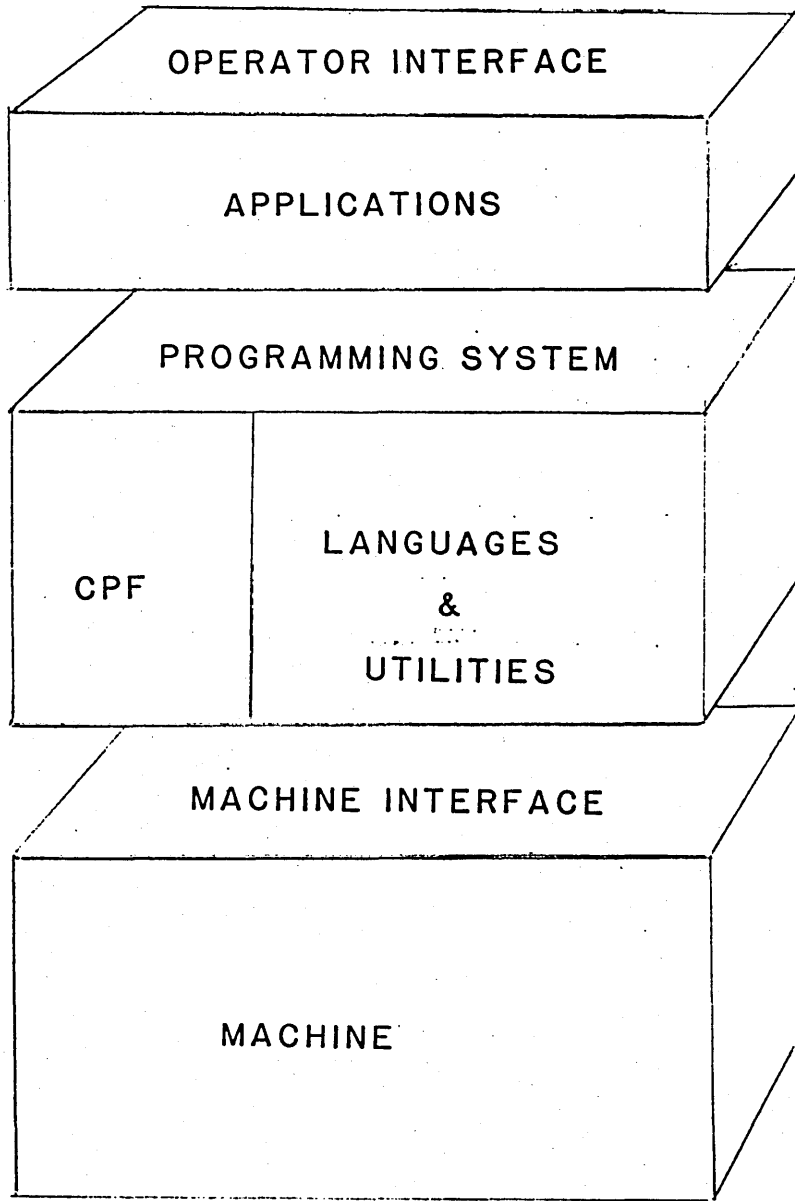 OPERATOR INTERFACE
APPLICATIONS
PROGRAMMING SYSTEM
CPF
LANGUAGES
&
UTILITIES
MACHINE INTERFACE
MACHINE